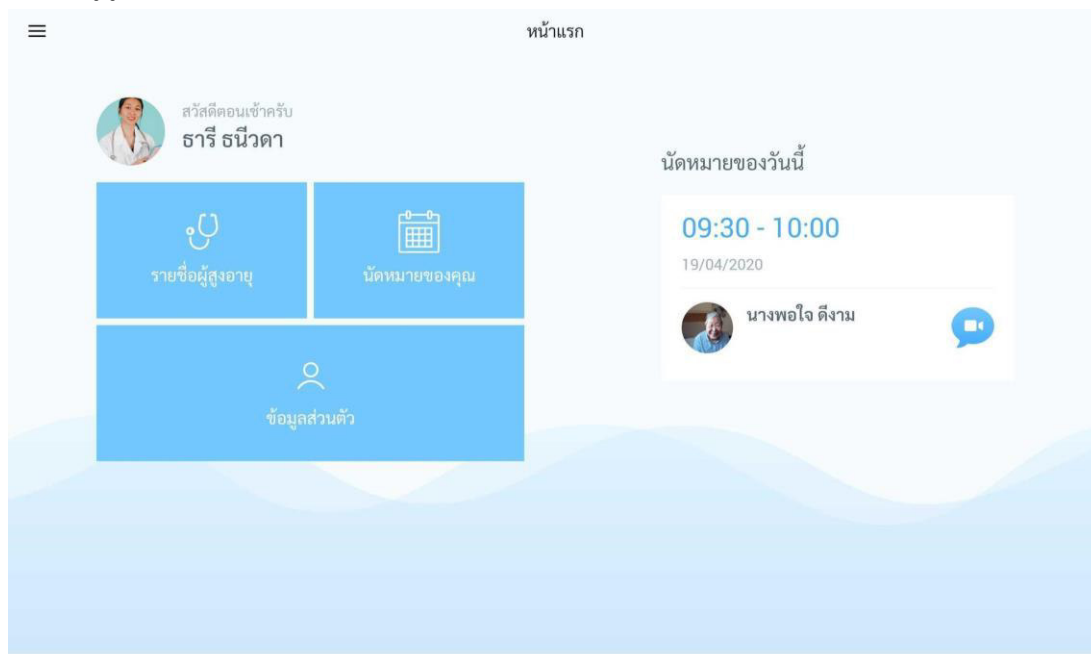 หน้าแรก
สวัสดีตอนเช้าครับ
ธารี ธนีวดา
รายชื่อผู้สูงอายุ
นัดหมายของคุณ
ข้อมูลส่วนตัว
นัดหมายของวันนี้
09:30 - 10:00
19/04/2020
นางพอใจ ดีงาม